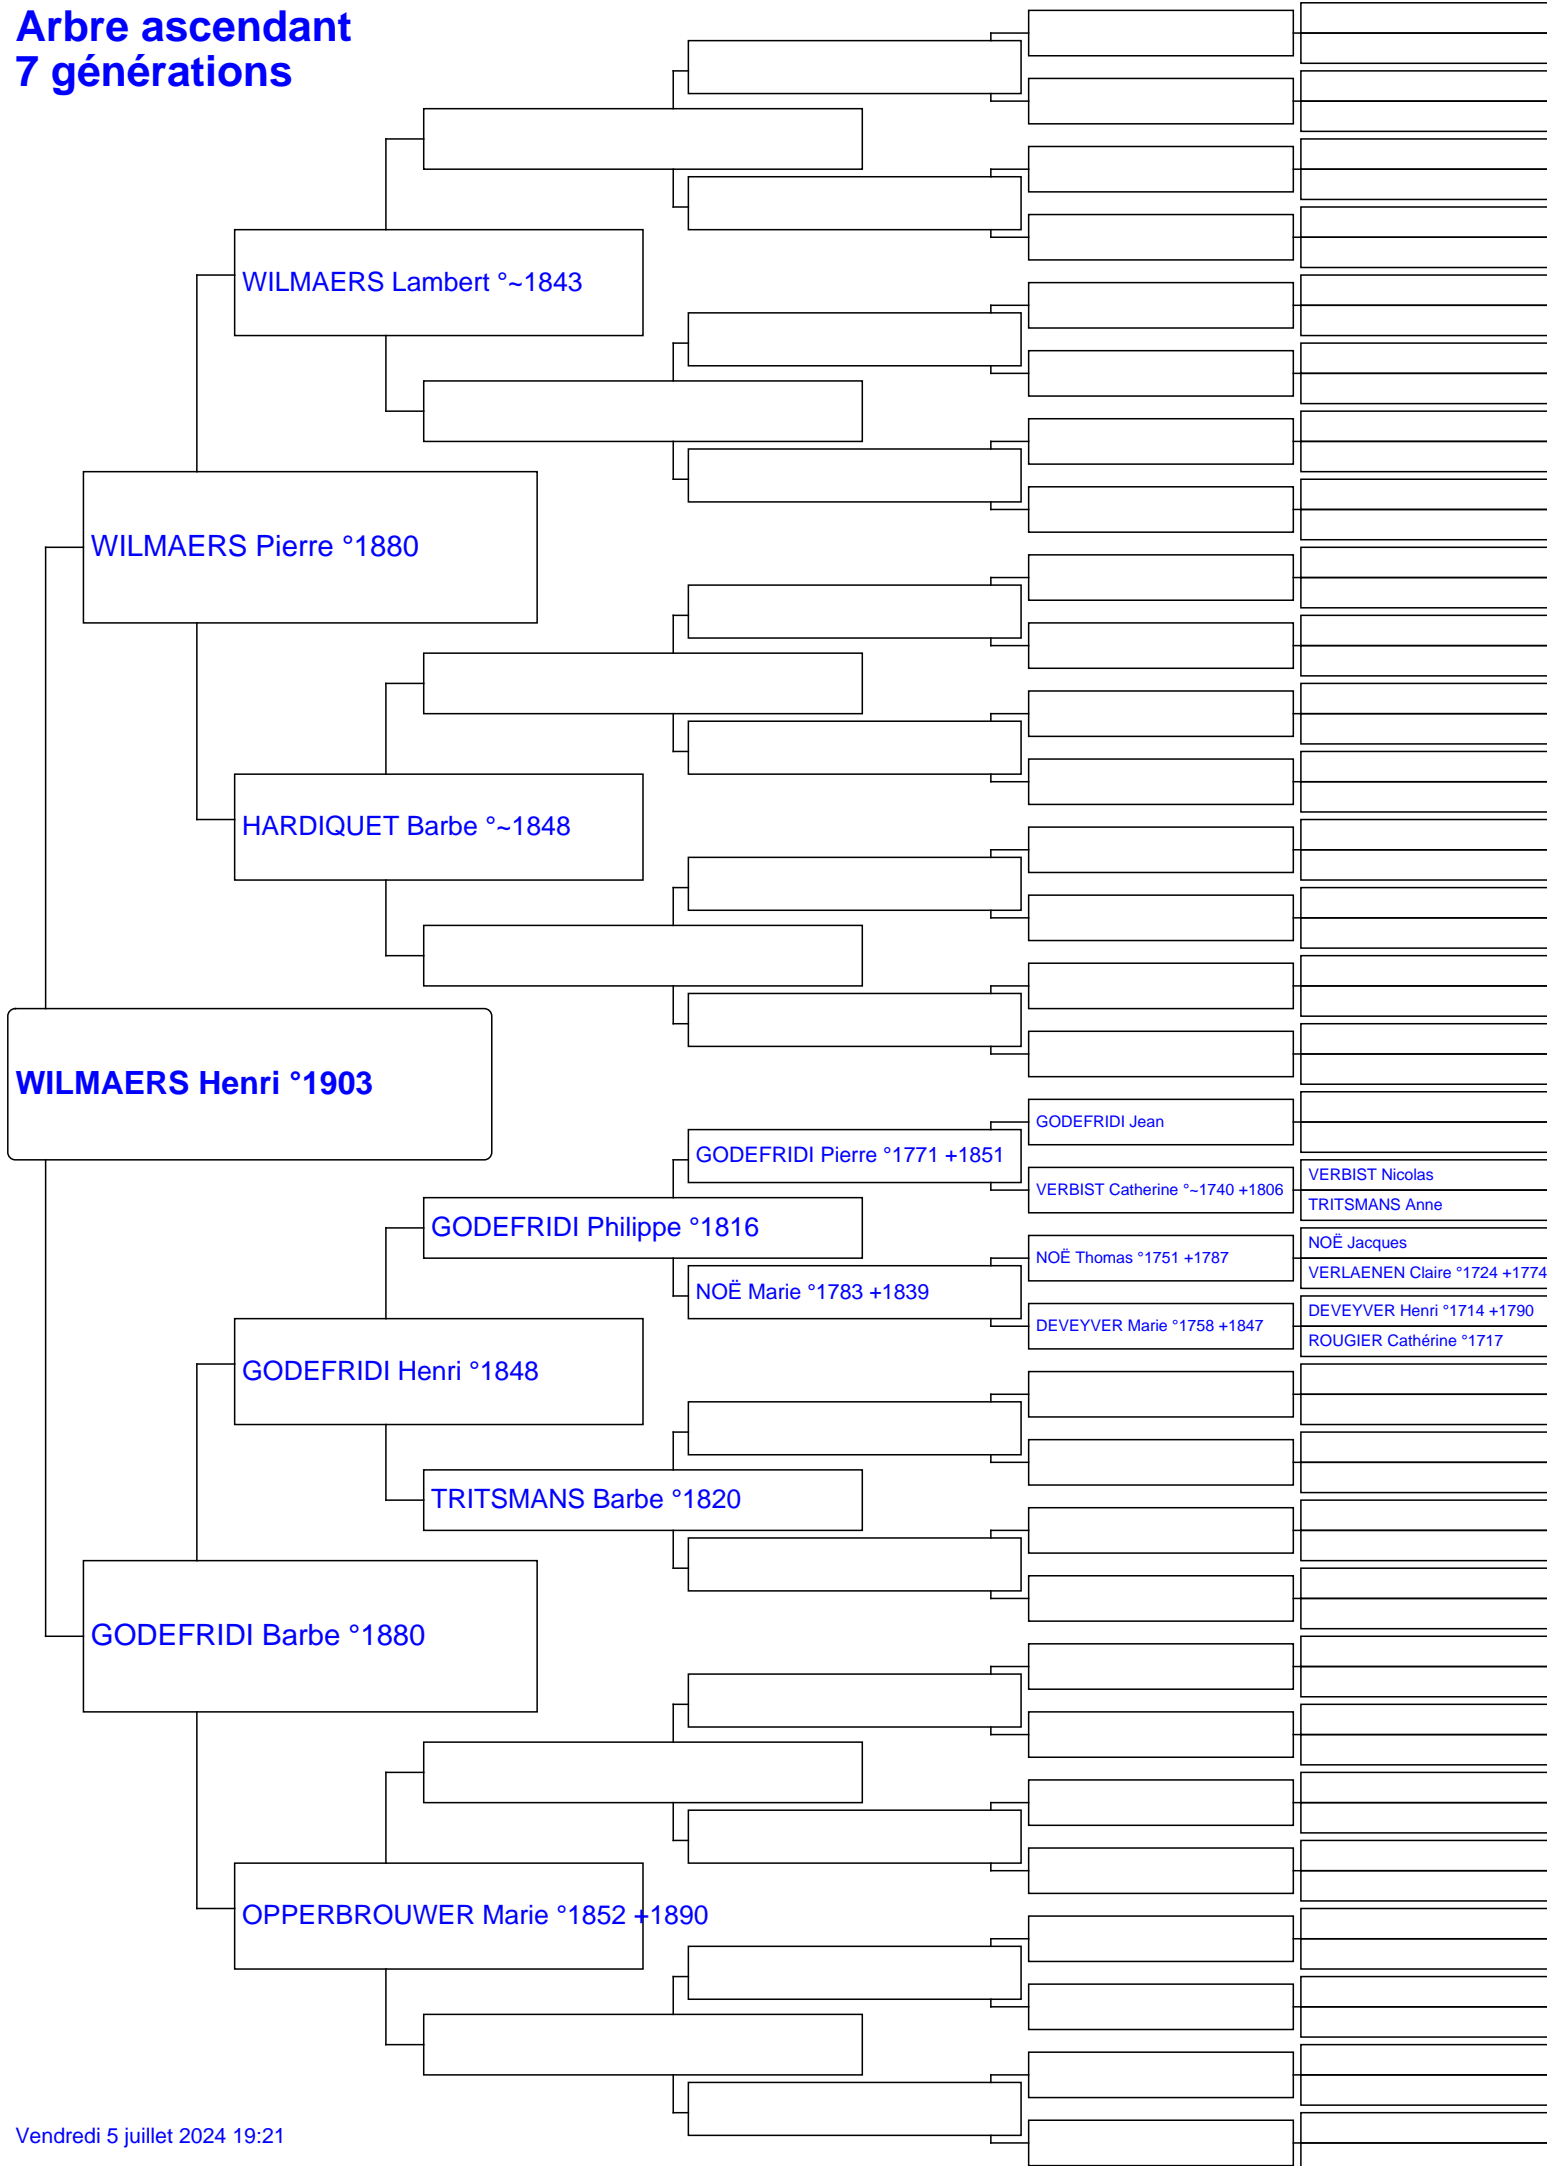 Arbre ascendant
7 générations
WILMAERS Lambert °~1843
WILMAERS Pierre °1880
HARDIQUET Barbe °~1848
WILMAERS Henri °1903
GODEFRIDI Jean
GODEFRIDI Pierre °1771 +1851
VERBIST Catherine °~1740 +1806
VERBIST Nicolas
TRITSMANS Anne
GODEFRIDI Philippe °1816
NOË Thomas °1751 +1787
NOË Jacques
VERLAENEN Claire °1724 +1774
NOË Marie °1783 +1839
DEVEYVER Marie °1758 +1847
DEVEYVER Henri °1714 +1790
ROUGIER Cathérine °1717
GODEFRIDI Henri °1848
TRITSMANS Barbe °1820
GODEFRIDI Barbe °1880
OPPERBROUWER Marie °1852 +1890
Vendredi 5 juillet 2024 19:21